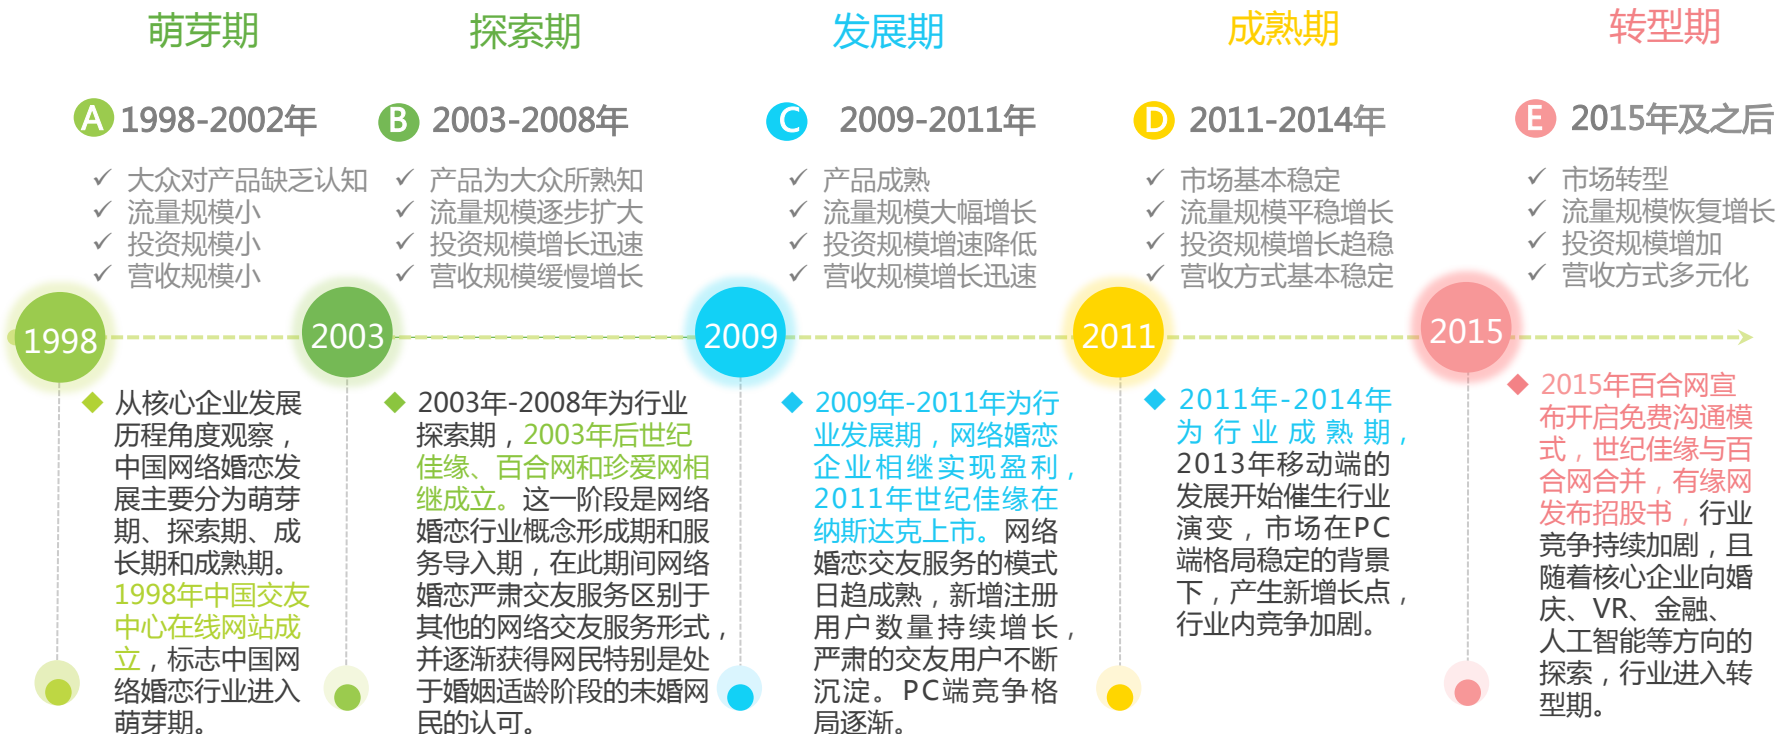 萌芽期
探索期
发展期
成熟期
转型期
A 1998-2002年
B 2003-2008年
C 2009-2011年
D 2011-2014年
E 2015年及之后
✓ 大众对产品缺乏认知
✓ 流量规模小
✓ 投资规模小
✓ 营收规模小
✓ 产品为大众所熟知
✓ 流量规模逐步扩大
✓ 投资规模增长迅速
✓ 营收规模缓慢增长
✓ 产品成熟
✓ 流量规模大幅增长
✓ 投资规模增速降低
✓ 营收规模增长迅速
✓ 市场基本稳定
✓ 流量规模平稳增长
✓ 投资规模增长趋稳
✓ 营收方式基本稳定
✓ 市场转型
✓ 流量规模恢复增长
✓ 投资规模增加
✓ 营收方式多元化
1998
2003
2009
2011
2015
◆ 从核心企业发展
历程角度观察，
中国网络婚恋发
展主要分为萌芽
期、探索期、成
长期和成熟期。
1998年中国交友
中心在线网站成
立，标志中国网
络婚恋行业进入
萌芽期。
◆ 2003年-2008年为行业
探索期，2003年后世纪
佳缘、百合网和珍爱网相
继成立。这一阶段是网络
婚恋行业概念形成期和服
务导入期，在此期间网络
婚恋严肃交友服务区别于
其他的网络交友服务形式，
并逐渐获得网民特别是处
于婚姻适龄阶段的未婚网
民的认可。
◆ 2009年-2011年为行
业发展期，网络婚恋
企业相继实现盈利，
2011年世纪佳缘在
纳斯达克上市。网络
婚恋交友服务的模式
日趋成熟，新增注册
用户数量持续增长，
严肃的交友用户不断
沉淀。PC端竞争格
局逐渐。
◆ 2011年-2014年
为行业成熟期，
2013年移动端的
发展开始催生行业
演变，市场在PC
端格局稳定的背景
下，产生新增长点，
行业内竞争加剧。
◆ 2015年百合网宣
布开启免费沟通模
式，世纪佳缘与百
合网合并，有缘网
发布招股书，行业
竞争持续加剧，且
随着核心企业向婚
庆、VR、金融、
人工智能等方向的
探索，行业进入转
型期。